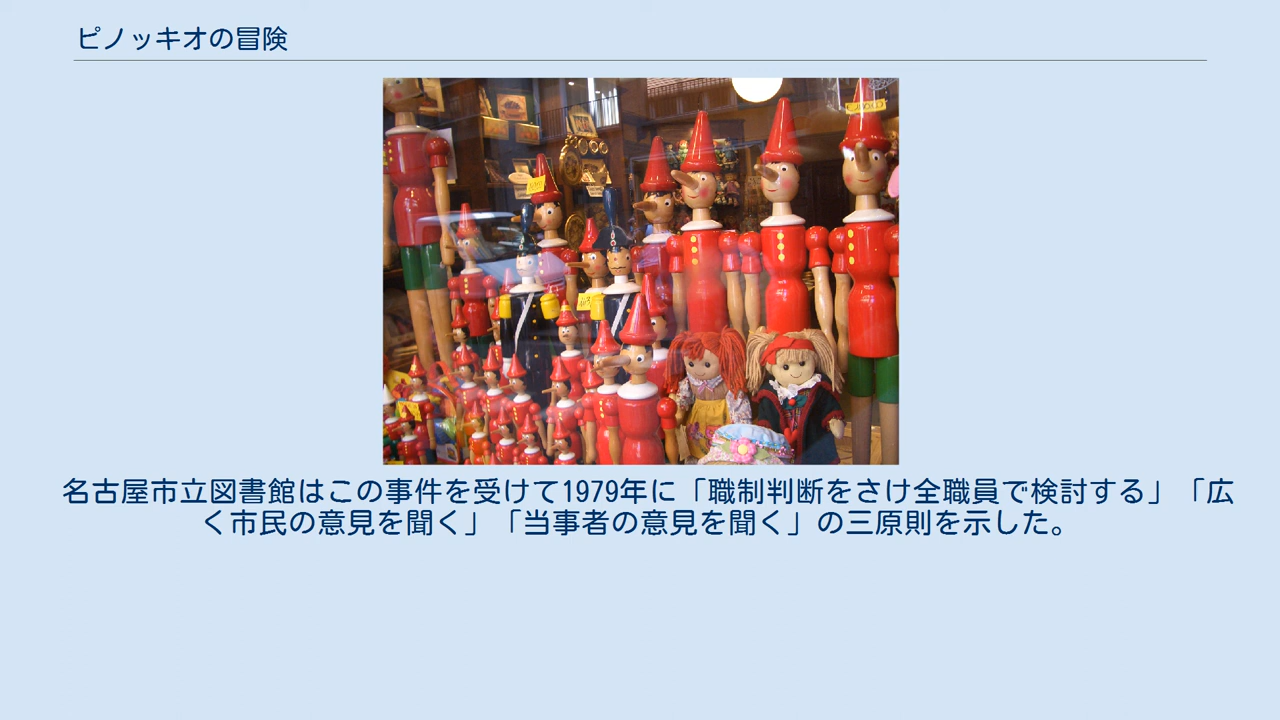 ピノッキオの冒険
名古屋市立図書館はこの事件を受けて1979年に「職制判断をさけ全職員で検討する」「広
く市民の意見を聞く」「当事者の意見を聞く」の三原則を示した。